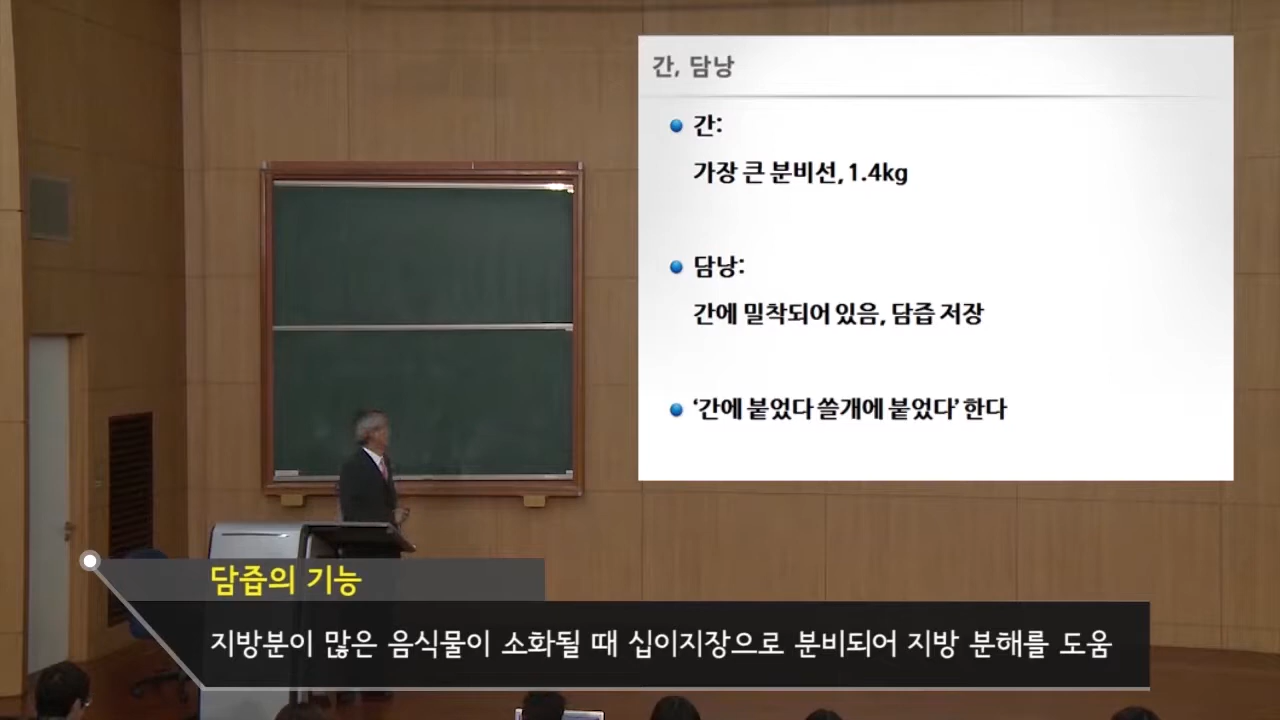 간, 담낭
간:
가장 큰 분비선, 1.4kg
담낭:
간에 밀착되어 있음, 담즙 저장
‘간에 붙었다 쓸개에 붙었다’ 한다
담즙의 기능
지방분이 많은 음식물이 소화될 때 십이지장으로 분비되어 지방 분해를 도움